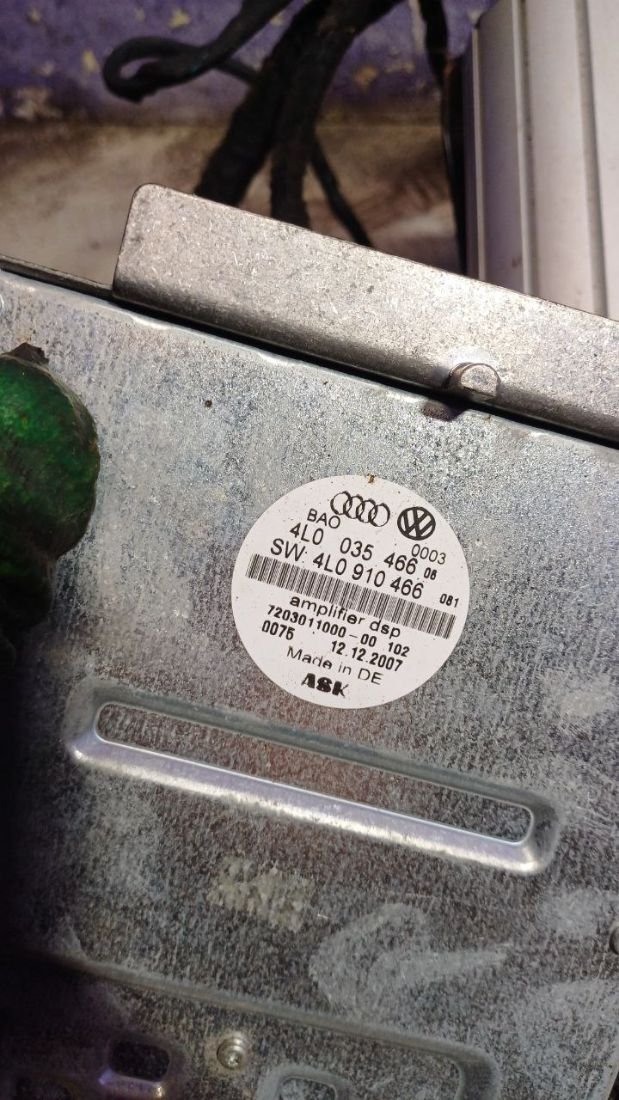 BAO 0003
4L0 035 466 08
SW: 4L0 910 466 081
amplifier dsp
7203011000-00 102
0075 12.12.2007
Made in DE
ASK